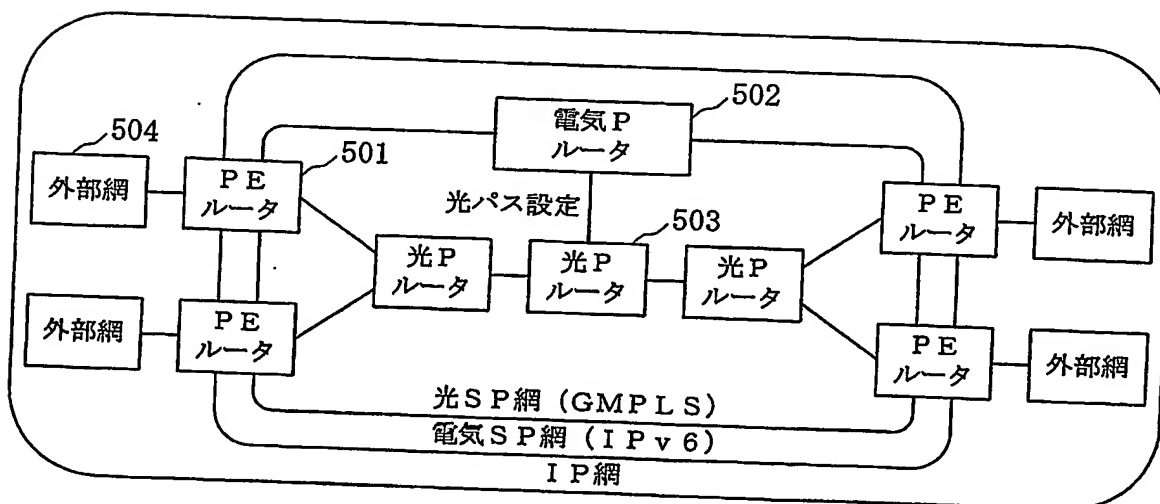 502
電気P
ルータ
504
501
外部網
PE
ルータ
光パス設定
503
PE
ルータ
外部網
光P
ルータ
光P
ルータ
光P
ルータ
外部網
PE
ルータ
PE
ルータ
外部網
光SP網(GMPLS)
電気SP網(IPv6)
IP網